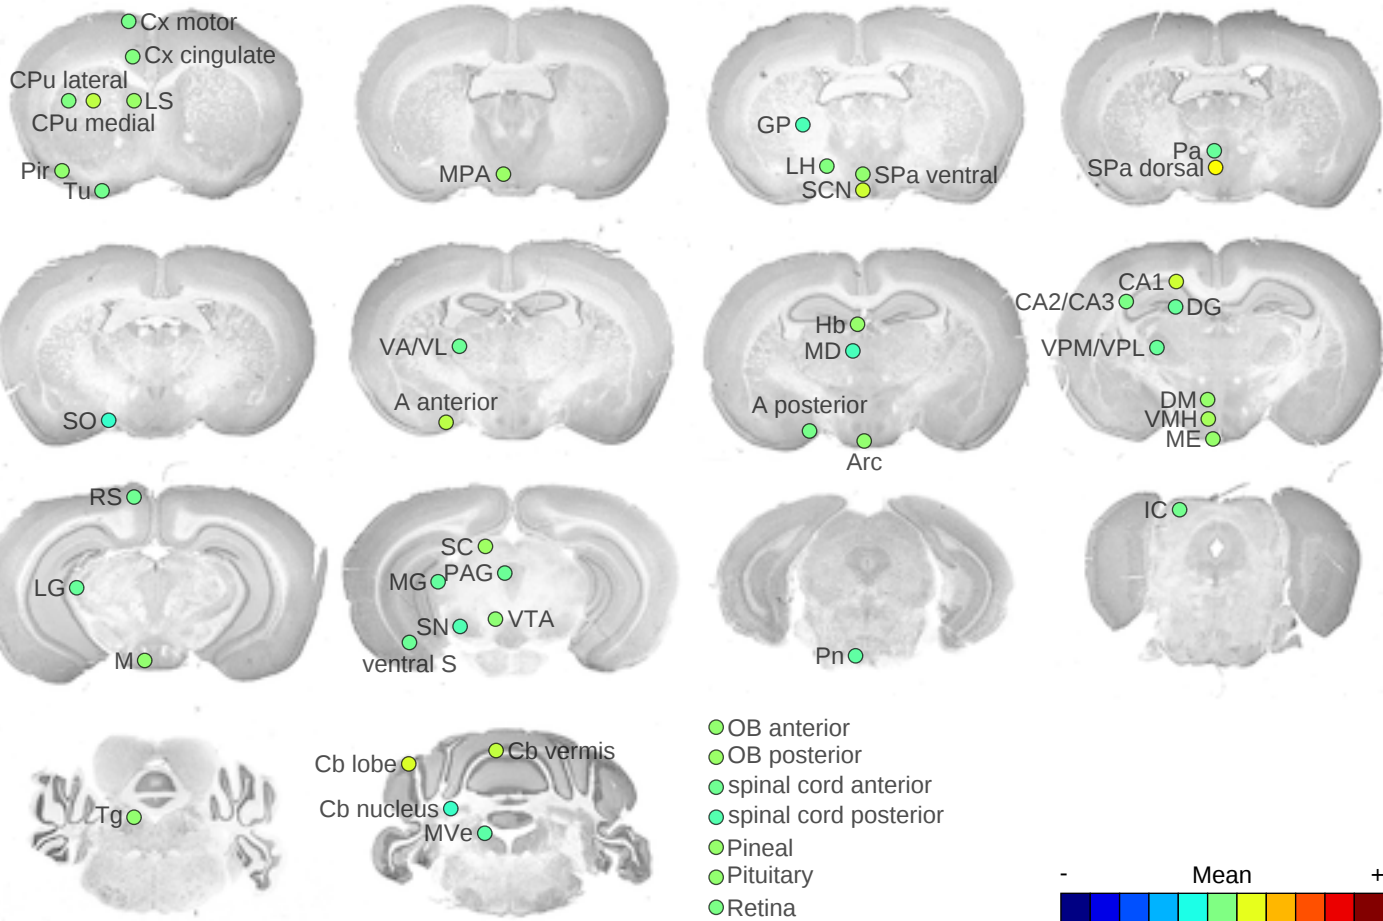 Cx motor
Cx cingulate
CPu lateral
LS
CPu medial
Pir
Tu
MPA
GP
LH
SPa ventral
SCN
Pa
SPa dorsal
SO
VA/VL
A anterior
Hb
MD
A posterior
Arc
CA1
CA2/CA3
DG
VPM/VPL
DM
VMH
ME
RS
LG
M
SC
MG
PAG
SN
VTA
ventral S
Pn
IC
Tg
Cb lobe
Cb vermis
Cb nucleus
MVe
OB anterior
OB posterior
spinal cord anterior
spinal cord posterior
Pineal
Pituitary
Retina
- Mean +